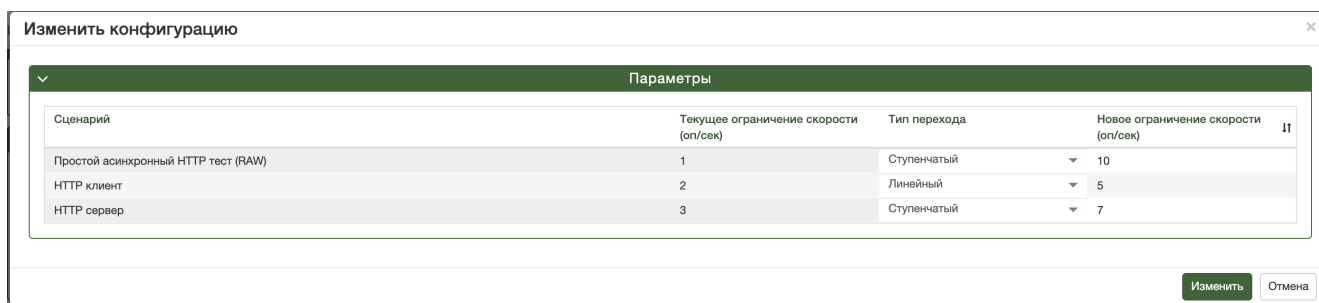 Изменить конфигурацию
Параметры
Сценарий Текущее ограничение скорости (оп/сек) Тип перехода Новое ограничение скорости (оп/сек)
Простой асинхронный HTTP тест (RAW) 1 Ступенчатый 10
HTTP клиент 2 Линейный 5
HTTP сервер 3 Ступенчатый 7
Изменить Отмена